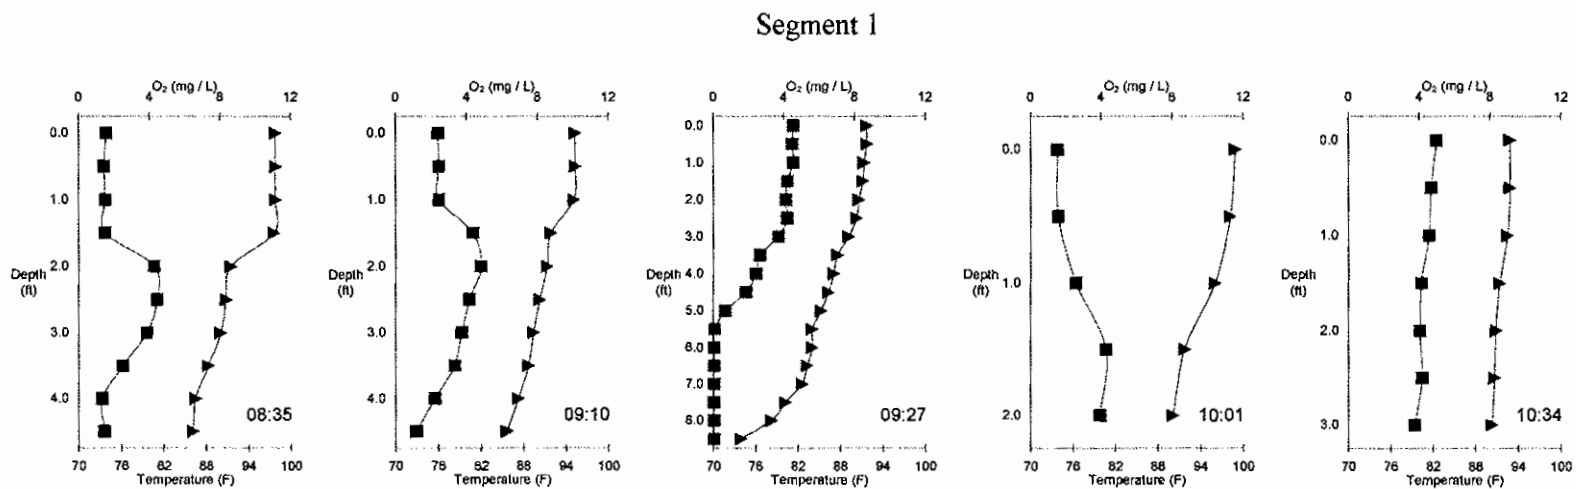 Segment 1
O₂ (mg / L)
0 4 8 12
0.0
1.0
2.0
Depth
(ft)
3.0
4.0
08:35
70 76 82 88 94 100
Temperature (F)
O₂ (mg / L)
0 4 8 12
0.0
1.0
2.0
Depth
(ft)
3.0
4.0
09:10
70 76 82 88 94 100
Temperature (F)
O₂ (mg / L)
0 4 8 12
0.0
1.0
2.0
3.0
Depth
4.0
(ft)
5.0
6.0
7.0
8.0
09:27
70 76 82 88 94 100
Temperature (F)
O₂ (mg / L)
0 4 8 12
0.0
1.0
Depth
(ft)
2.0
10:01
70 76 82 88 94 100
Temperature (F)
O₂ (mg / L)
0 4 8 12
0.0
1.0
Depth
(ft)
2.0
3.0
10:34
70 76 82 88 94 100
Temperature (F)